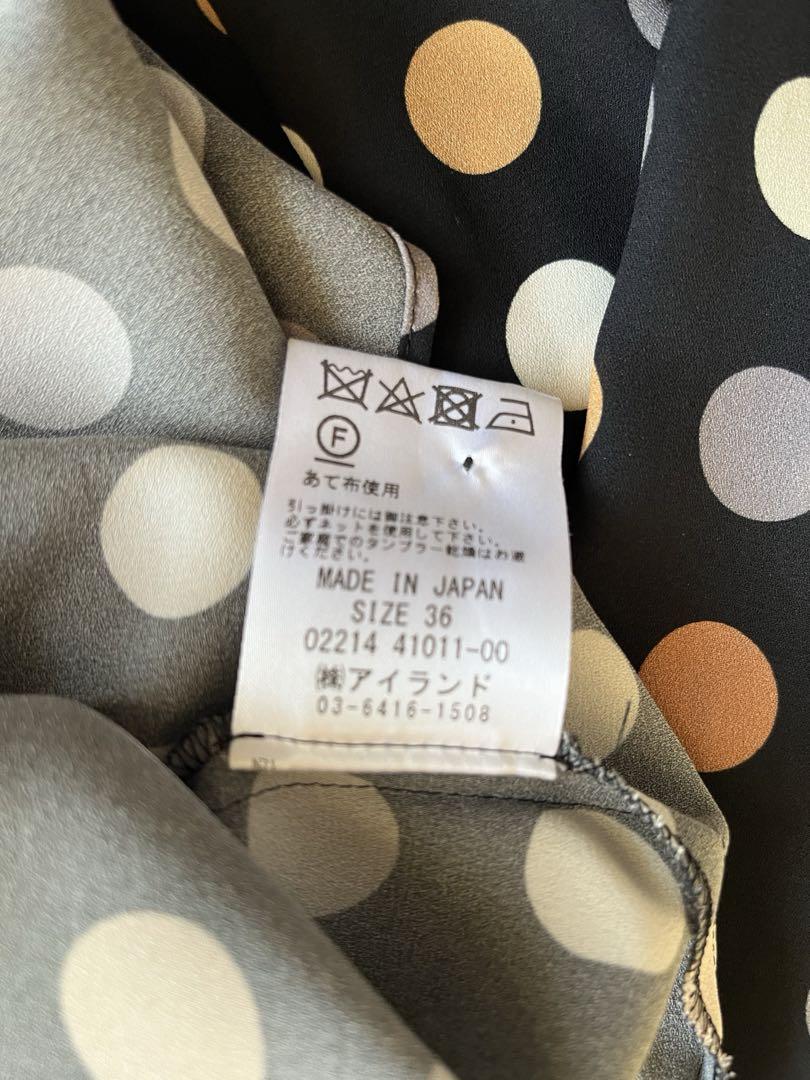 F
あて布使用
引っ掛けには御注意下さい。
必ずネットを使用して下さい。
ご家庭でのタンブラー乾燥はお避
けください。
MADE IN JAPAN
SIZE 36
02214 41011-00
㈱アイランド
03-6416-1508